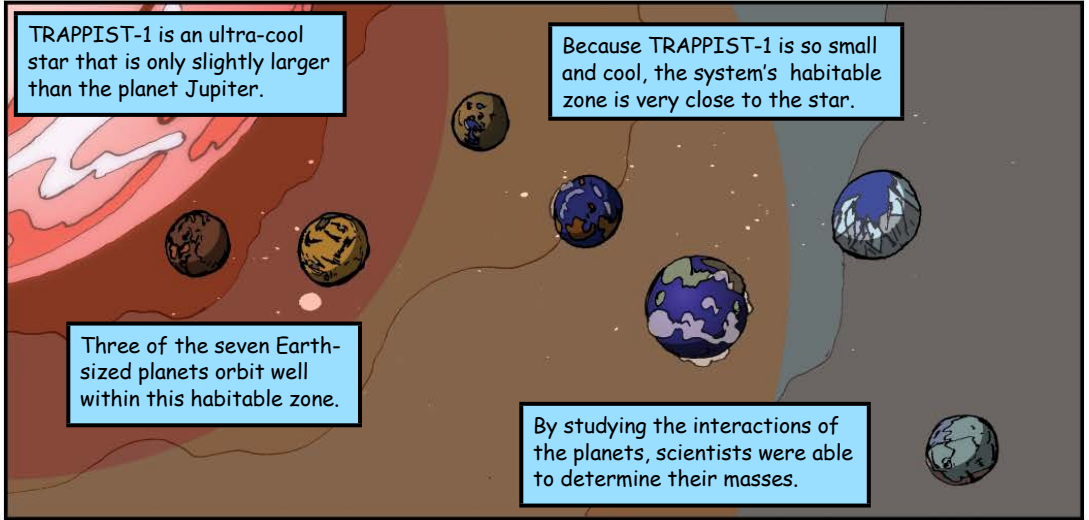 TRAPPIST-1 is an ultra-cool
star that is only slightly larger
than the planet Jupiter.
Because TRAPPIST-1 is so small
and cool, the system's habitable
zone is very close to the star.
Three of the seven Earth-
sized planets orbit well
within this habitable zone.
By studying the interactions of
the planets, scientists were able
to determine their masses.